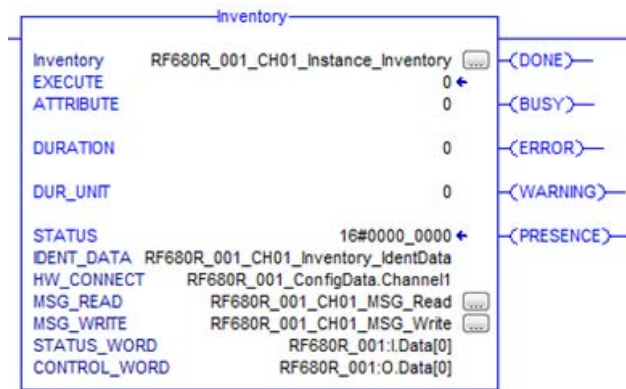 Inventory
Inventory RF680R_001_CH01_Instance_Inventory ... (DONE)
EXECUTE 0
ATTRIBUTE 0 (BUSY)
DURATION 0 (ERROR)
DUR_UNIT 0 (WARNING)
STATUS 16#0000_0000 (PRESENCE)
IDENT_DATA RF680R_001_CH01_Inventory_IdentData
HW_CONNECT RF680R_001_ConfigData.Channel1
MSG_READ RF680R_001_CH01_MSG_Read ...
MSG_WRITE RF680R_001_CH01_MSG_Write ...
STATUS_WORD RF680R_001:I.Data[0]
CONTROL_WORD RF680R_001:O.Data[0]